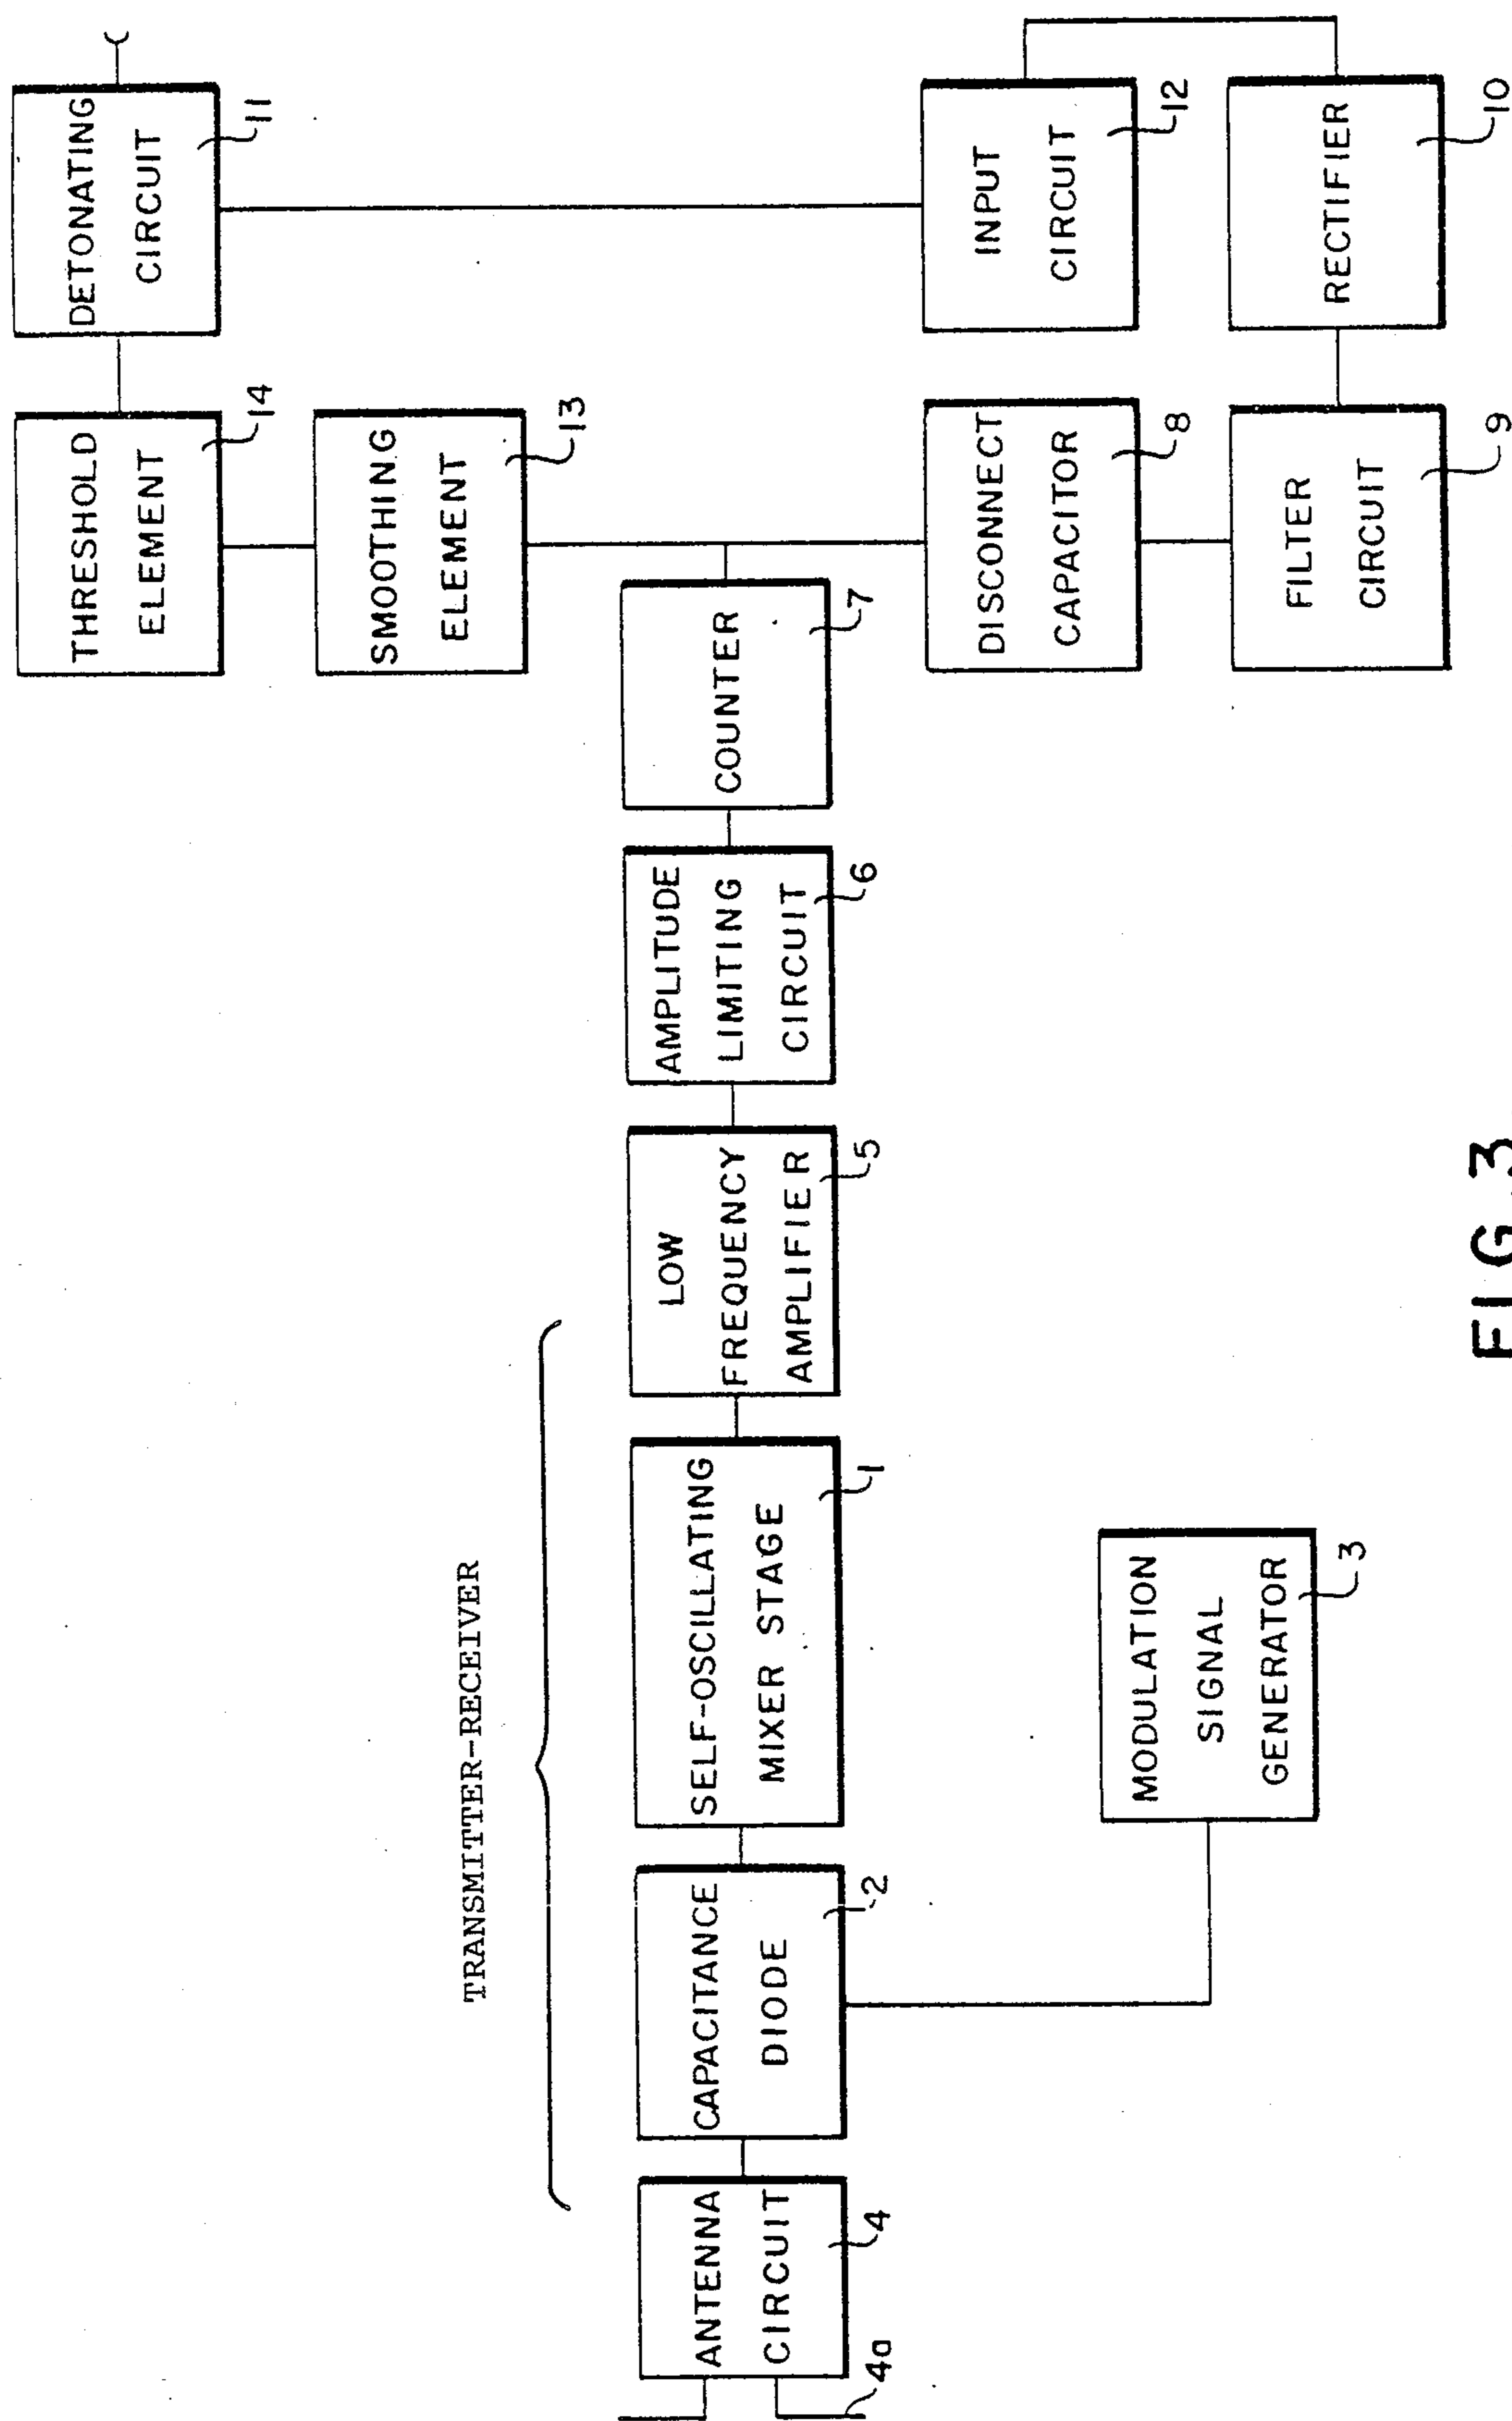 TRANSMITTER-RECEIVER
4a
ANTENNA
CIRCUIT
4
CAPACITANCE
DIODE
2
SELF-OSCILLATING
MIXER STAGE
1
LOW
FREQUENCY
AMPLIFIER
5
AMPLITUDE
LIMITING
CIRCUIT
6
COUNTER
7
MODULATION
SIGNAL
GENERATOR
3
THRESHOLD
ELEMENT
14
SMOOTHING
ELEMENT
13
DETONATING
CIRCUIT
11
DISCONNECT
CAPACITOR
8
INPUT
CIRCUIT
12
FILTER
CIRCUIT
9
RECTIFIER
10
FIG. 3